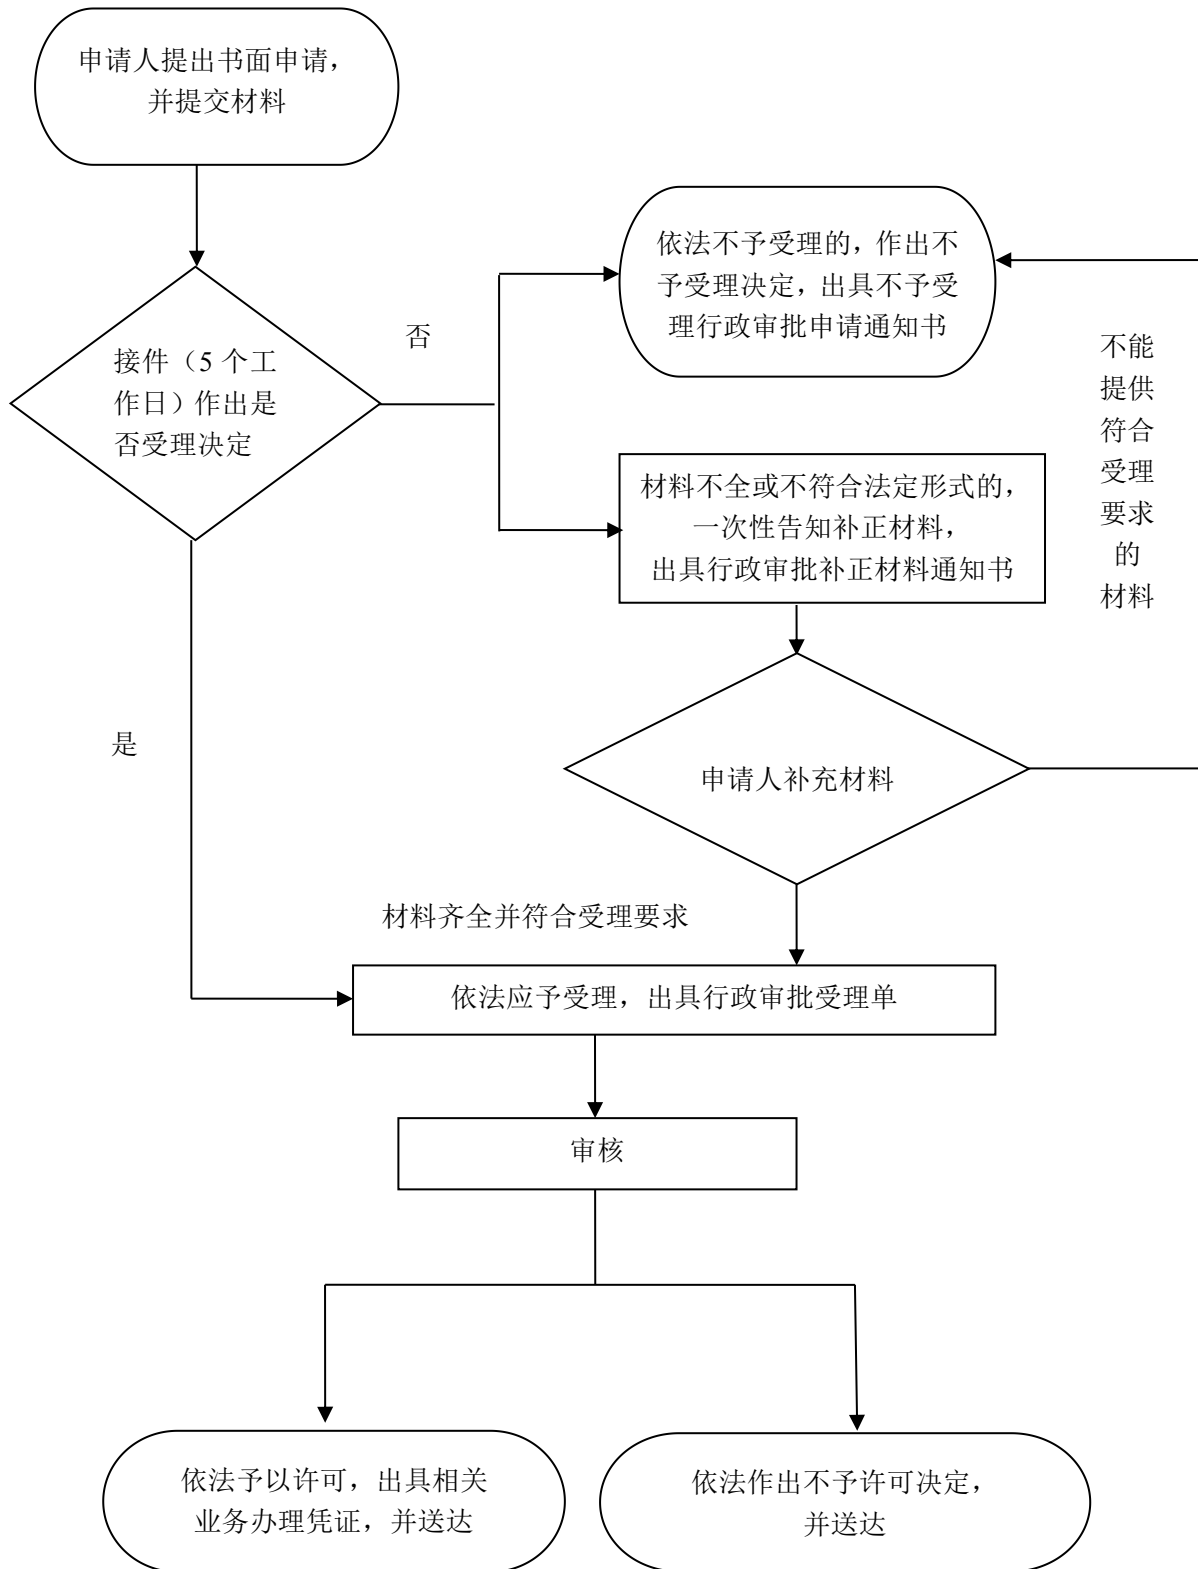 申请人提出书面申请，
并提交材料
依法不予受理的，作出不
予受理决定，出具不予受
理行政审批申请通知书
否
接件（5 个工
作日）作出是
否受理决定
不能
提供
符合
受理
要求
的
材料
材料不全或不符合法定形式的，
一次性告知补正材料，
出具行政审批补正材料通知书
是
申请人补充材料
材料齐全并符合受理要求
依法应予受理，出具行政审批受理单
审核
依法予以许可，出具相关
业务办理凭证，并送达
依法作出不予许可决定，
并送达